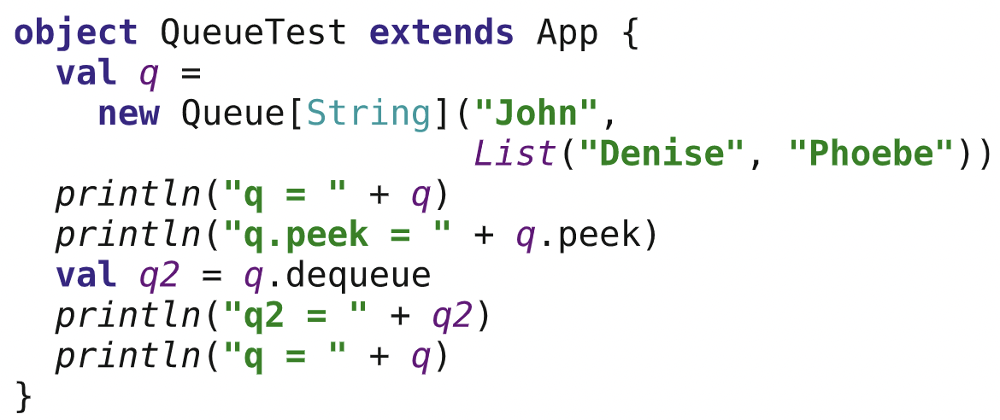 object QueueTest extends App {
  val q =
    new Queue[String]("John",
                      List("Denise", "Phoebe"))
  println("q = " + q)
  println("q.peek = " + q.peek)
  val q2 = q.dequeue
  println("q2 = " + q2)
  println("q = " + q)
}